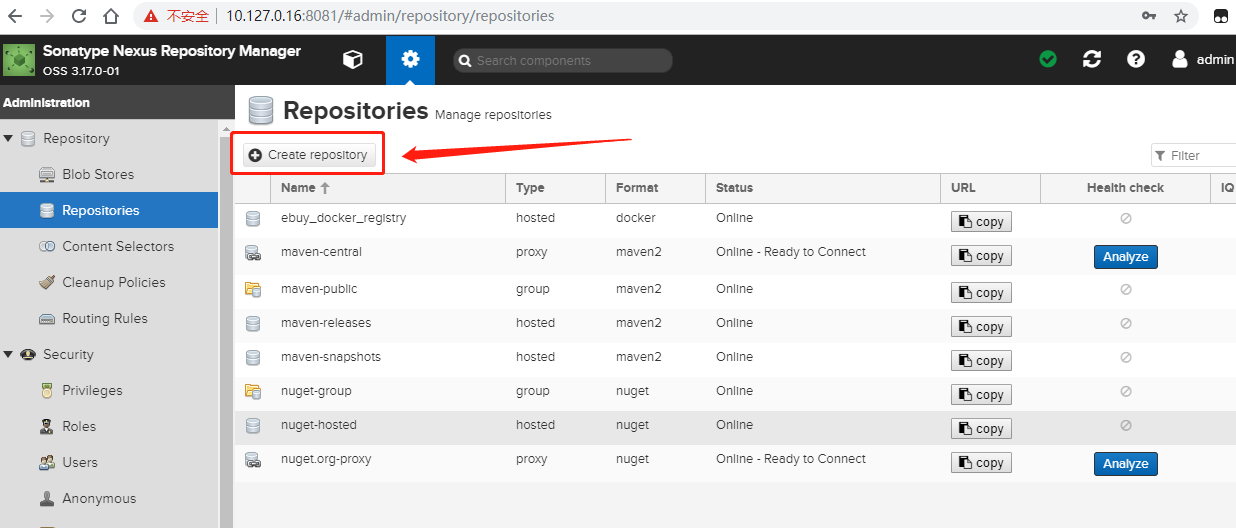 不安全 10.127.0.16:8081/#admin/repository/repositories
Sonatype Nexus Repository Manager
OSS 3.17.0-01
Search components
admin
Administration
Repository
Blob Stores
Repositories
Content Selectors
Cleanup Policies
Routing Rules
Security
Privileges
Roles
Users
Anonymous
Repositories Manage repositories
Create repository
Filter
Name Type Format Status URL Health check IQ
ebuy_docker_registry hosted docker Online copy
maven-central proxy maven2 Online - Ready to Connect copy Analyze
maven-public group maven2 Online copy
maven-releases hosted maven2 Online copy
maven-snapshots hosted maven2 Online copy
nuget-group group nuget Online copy
nuget-hosted hosted nuget Online copy
nuget.org-proxy proxy nuget Online - Ready to Connect copy Analyze